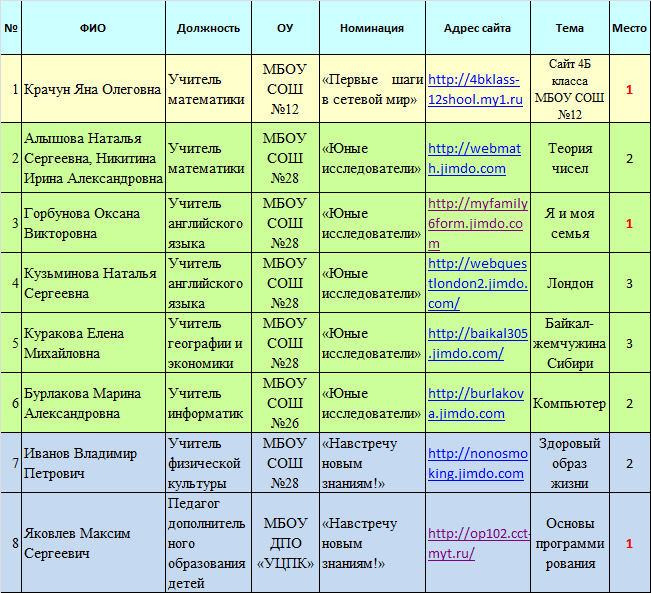 № ФИО Должность ОУ Номинация Адрес сайта Тема Место
1 Крачун Яна Олеговна
Учитель
математики
МБОУ
СОШ
№12
«Первые шаги
в сетевой мир»
http://4bklass-
12shool.my1.ru
Сайт 4Б
класса
МБОУ СОШ
№12
1
2
Алышова Наталья
Сергеевна, Никитина
Ирина Александровна
Учитель
математики
МБОУ
СОШ
№28
«Юные
исследователи»
http://webmat
h.jimdo.com
Теория
чисел
2
3
Горбунова Оксана
Викторовна
Учитель
английского
языка
МБОУ
СОШ
№28
«Юные
исследователи»
http://myfamily
6form.jimdo.co
m
Я и моя
семья
1
4
Кузьминова Наталья
Сергеевна
Учитель
английского
языка
МБОУ
СОШ
№28
«Юные
исследователи»
http://webque
stlondon2.jimdo.
com/
Лондон
3
5
Куракова Елена
Михайловна
Учитель
географии и
экономики
МБОУ
СОШ
№28
«Юные
исследователи»
http://baikal305
.jimdo.com/
Байкал-
жемчужина
Сибири
3
6
Бурлакова Марина
Александровна
Учитель
информатик
МБОУ
СОШ
№26
«Юные
исследователи»
http://burlakov
a.jimdo.com
Компьютер
2
7
Иванов Владимир
Петрович
Учитель
физической
культуры
МБОУ
СОШ
№28
«Навстречу
новым
знаниям!»
http://nonosmo
king.jimdo.com
Здоровый
образ
жизни
2
8
Яковлев Максим
Сергеевич
Педагог
дополнитель
ного
образования
детей
МБОУ
ДПО
«УЦПК»
«Навстречу
новым
знаниям!»
http://op102.cct-
myt.ru/
Основы
программи
рования
1